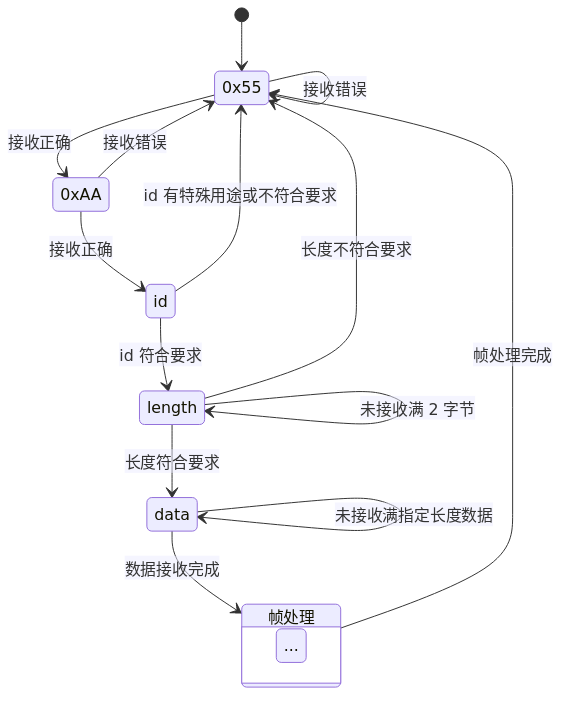 0x55
接收错误
接收正确
接收错误
0xAA
id 有特殊用途或不符合要求
接收正确
长度不符合要求
id
id 符合要求
帧处理完成
length
未接收满 2 字节
长度符合要求
data
未接收满指定长度数据
数据接收完成
帧处理
...